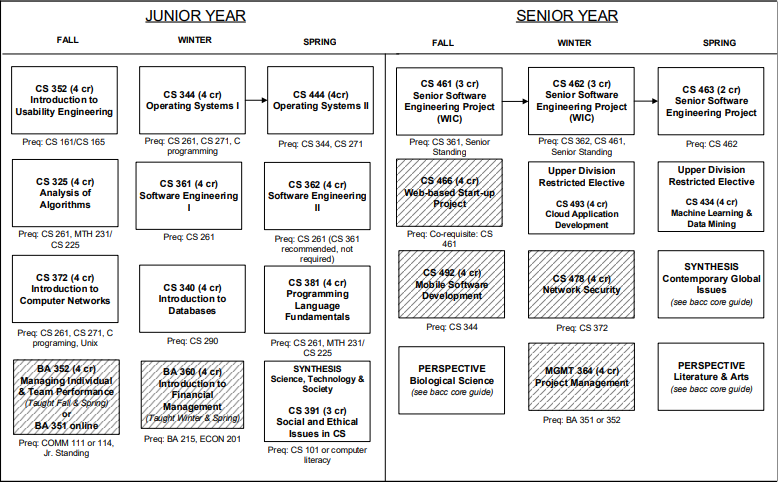 JUNIOR YEAR
FALL
WINTER
SPRING
CS 352 (4 cr)
Introduction to
Usability Engineering
Preq: CS 161/CS 165
CS 344 (4 cr)
Operating Systems I
Preq: CS 261, CS 271, C
programming
CS 444 (4cr)
Operating Systems II
Preq: CS 344, CS 271
CS 325 (4 cr)
Analysis of
Algorithms
Preq: CS 261, MTH 231/
CS 225
CS 361 (4 cr)
Software Engineering
I
Preq: CS 261
CS 362 (4 cr)
Software Engineering
II
Preq: CS 261 (CS 361
recommended, not
required)
CS 372 (4 cr)
Introduction to
Computer Networks
Preq: CS 261, CS 271, C
programing, Unix
CS 340 (4 cr)
Introduction to
Databases
Preq: CS 290
CS 381 (4 cr)
Programming
Language
Fundamentals
Preq: CS 261, MTH 231/
CS 225
BA 352 (4 cr)
Managing Individual
& Team Performance
(Taught Fall & Spring)
or
BA 351 online
Preq: COMM 111 or 114,
Jr. Standing
BA 360 (4 cr)
Introduction to
Financial
Management
(Taught Winter & Spring)
Preq: BA 215, ECON 201
SYNTHESIS
Science, Technology &
Society
CS 391 (3 cr)
Social and Ethical
Issues in CS
Preq: CS 101 or computer
literacy
SENIOR YEAR
FALL
WINTER
SPRING
CS 461 (3 cr)
Senior Software
Engineering Project
(WIC)
Preq: CS 361, Senior
Standing
CS 462 (3 cr)
Senior Software
Engineering Project
(WIC)
Preq: CS 362, CS 461,
Senior Standing
CS 463 (2 cr)
Senior Software
Engineering Project
Preq: CS 462
CS 466 (4 cr)
Web-based Start-up
Project
Preq: Co-requisite: CS
461
Upper Division
Restricted Elective
CS 493 (4 cr)
Cloud Application
Development
Upper Division
Restricted Elective
CS 434 (4 cr)
Machine Learning &
Data Mining
CS 492 (4 cr)
Mobile Software
Development
Preq: CS 344
CS 478 (4 cr)
Network Security
Preq: CS 372
SYNTHESIS
Contemporary Global
Issues
(see bacc core guide)
PERSPECTIVE
Biological Science
(see bacc core guide)
MGMT 364 (4 cr)
Project Management
Preq: BA 351 or 352
PERSPECTIVE
Literature & Arts
(see bacc core guide)